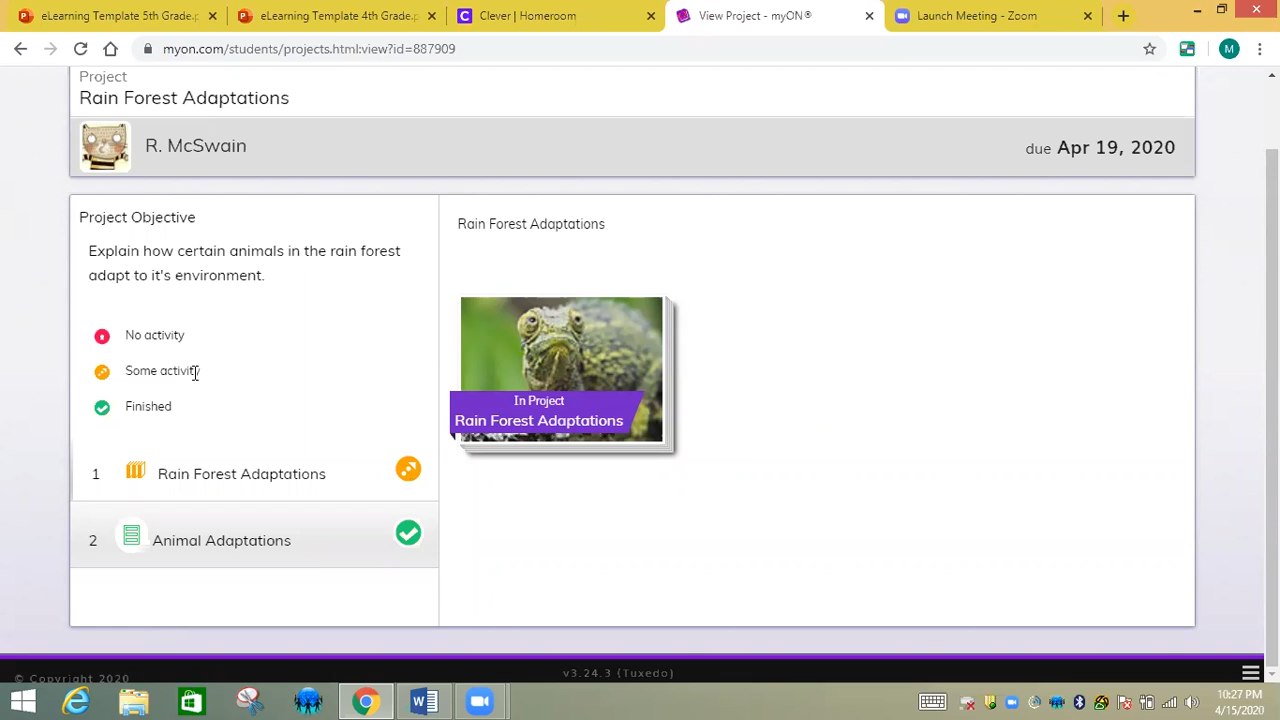 eLearning Template 5th Grade.p
eLearning Template 4th Grade.p
Clever | Homeroom
View Project - myON®
Launch Meeting - Zoom
myon.com/students/projects.html:view?id=887909
M
Project
Rain Forest Adaptations
R. McSwain
due Apr 19, 2020
Project Objective
Explain how certain animals in the rain forest
adapt to it's environment.
No activity
Some activity
Finished
1 Rain Forest Adaptations
2 Animal Adaptations
Rain Forest Adaptations
In Project
Rain Forest Adaptations
© Copyright 2020
v3.24.3 (Tuxedo)
10:27 PM
4/15/2020